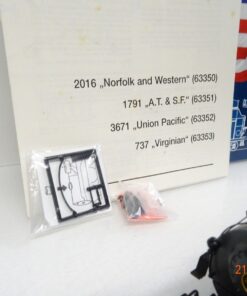 2016 „Norfolk and Western“ (63350)
1791 „A.T. & S.F.“ (63351)
3671 „Union Pacific“ (63352)
737 „Virginian“ (63353)